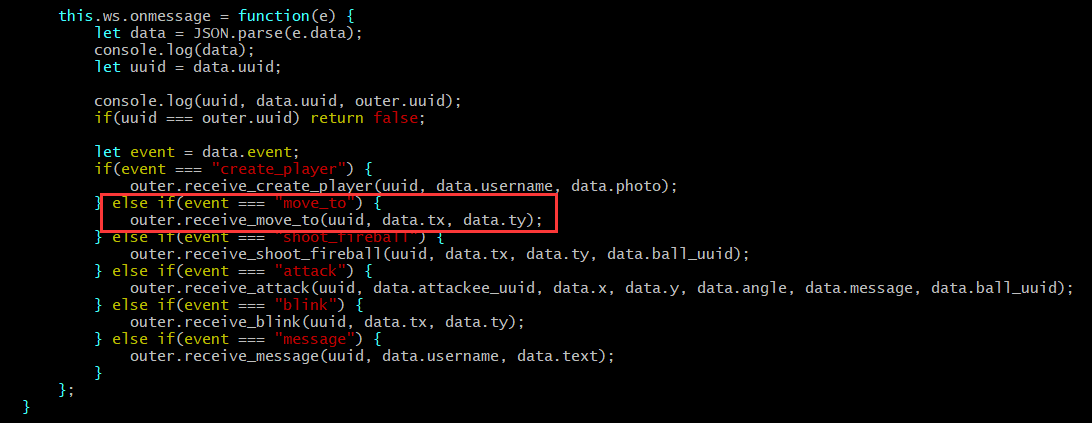 this.ws.onmessage = function(e) {
let data = JSON.parse(e.data);
console.log(data);
let uuid = data.uuid;
console.log(uuid, data.uuid, outer.uuid);
if(uuid === outer.uuid) return false;
let event = data.event;
if(event === "create_player") {
outer.receive_create_player(uuid, data.username, data.photo);
} else if(event === "move_to") {
outer.receive_move_to(uuid, data.tx, data.ty);
} else if(event === "shoot_fireball") {
outer.receive_shoot_fireball(uuid, data.tx, data.ty, data.ball_uuid);
} else if(event === "attack") {
outer.receive_attack(uuid, data.attackee_uuid, data.x, data.y, data.angle, data.message, data.ball_uuid);
} else if(event === "blink") {
outer.receive_blink(uuid, data.tx, data.ty);
} else if(event === "message") {
outer.receive_message(uuid, data.username, data.text);
}
};
}